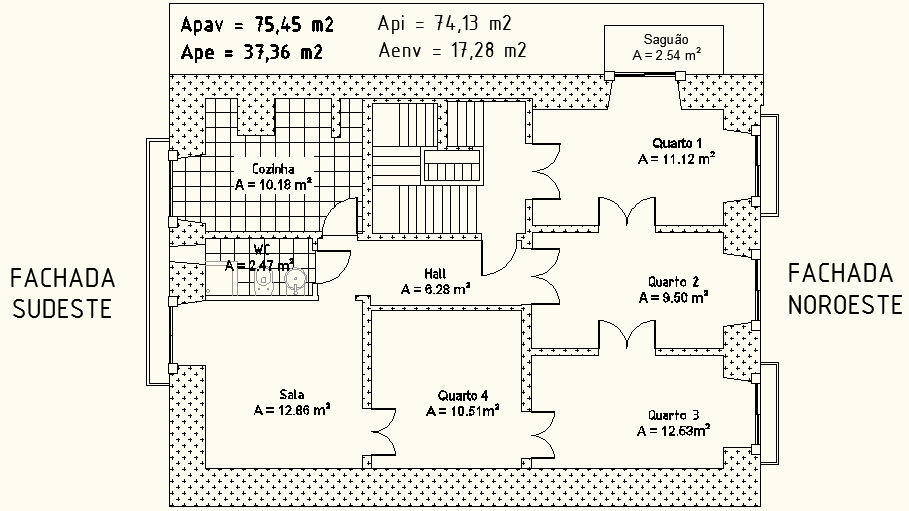 Apav = 75,45 m2
Api = 74,13 m2
Ape = 37,36 m2
Aenv = 17,28 m2
Saguão
A = 2.54 m²
Quarto 1
A = 11.12 m²
Cozinha
A = 10.18 m²
WC
A = 2.47 m²
Hall
A = 6.28 m²
Quarto 2
A = 9.50 m²
FACHADA
SUDESTE
FACHADA
NOROESTE
Sala
A = 12.86 m²
Quarto 4
A = 10.51m²
Quarto 3
A = 12.63m²